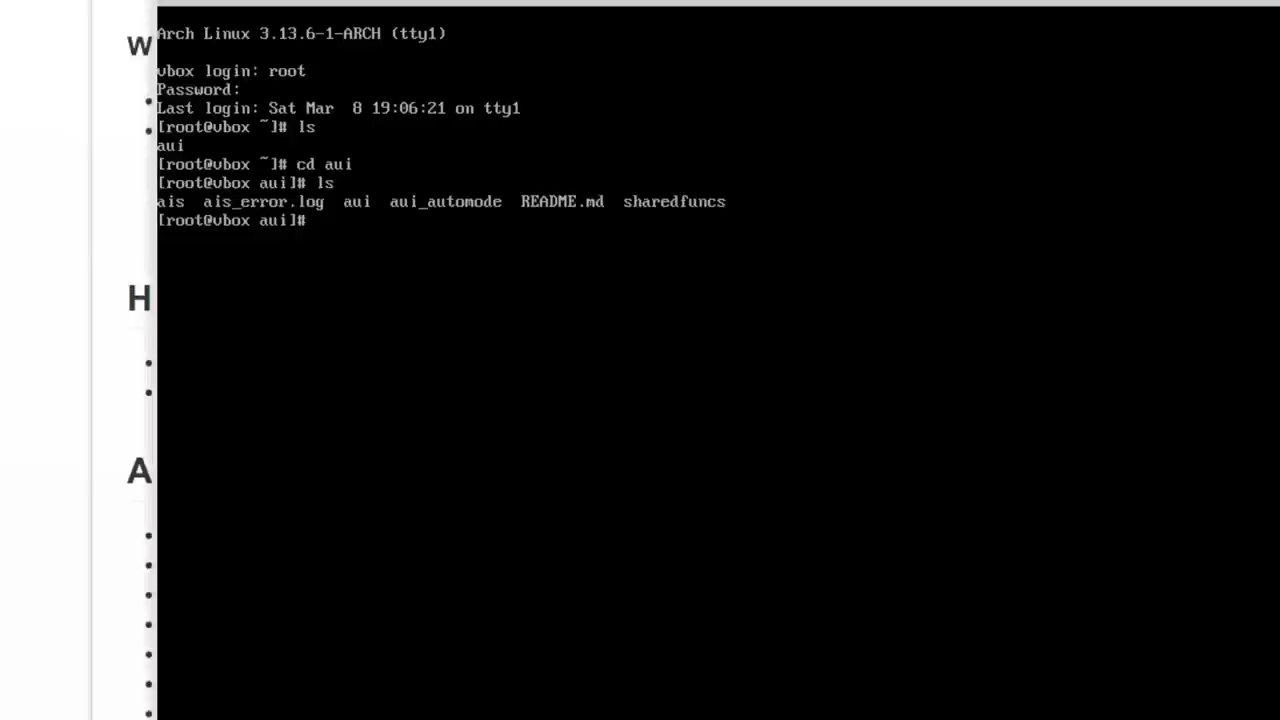 W
H
A
Arch Linux 3.13.6-1-ARCH (tty1)
vbox login: root
Password:
Last login: Sat Mar  8 19:06:21 on tty1
[root@vbox ~]# ls
aui
[root@vbox ~]# cd aui
[root@vbox aui]# ls
ais  ais_error.log  aui  aui_automode  README.md  sharedfuncs
[root@vbox aui]#